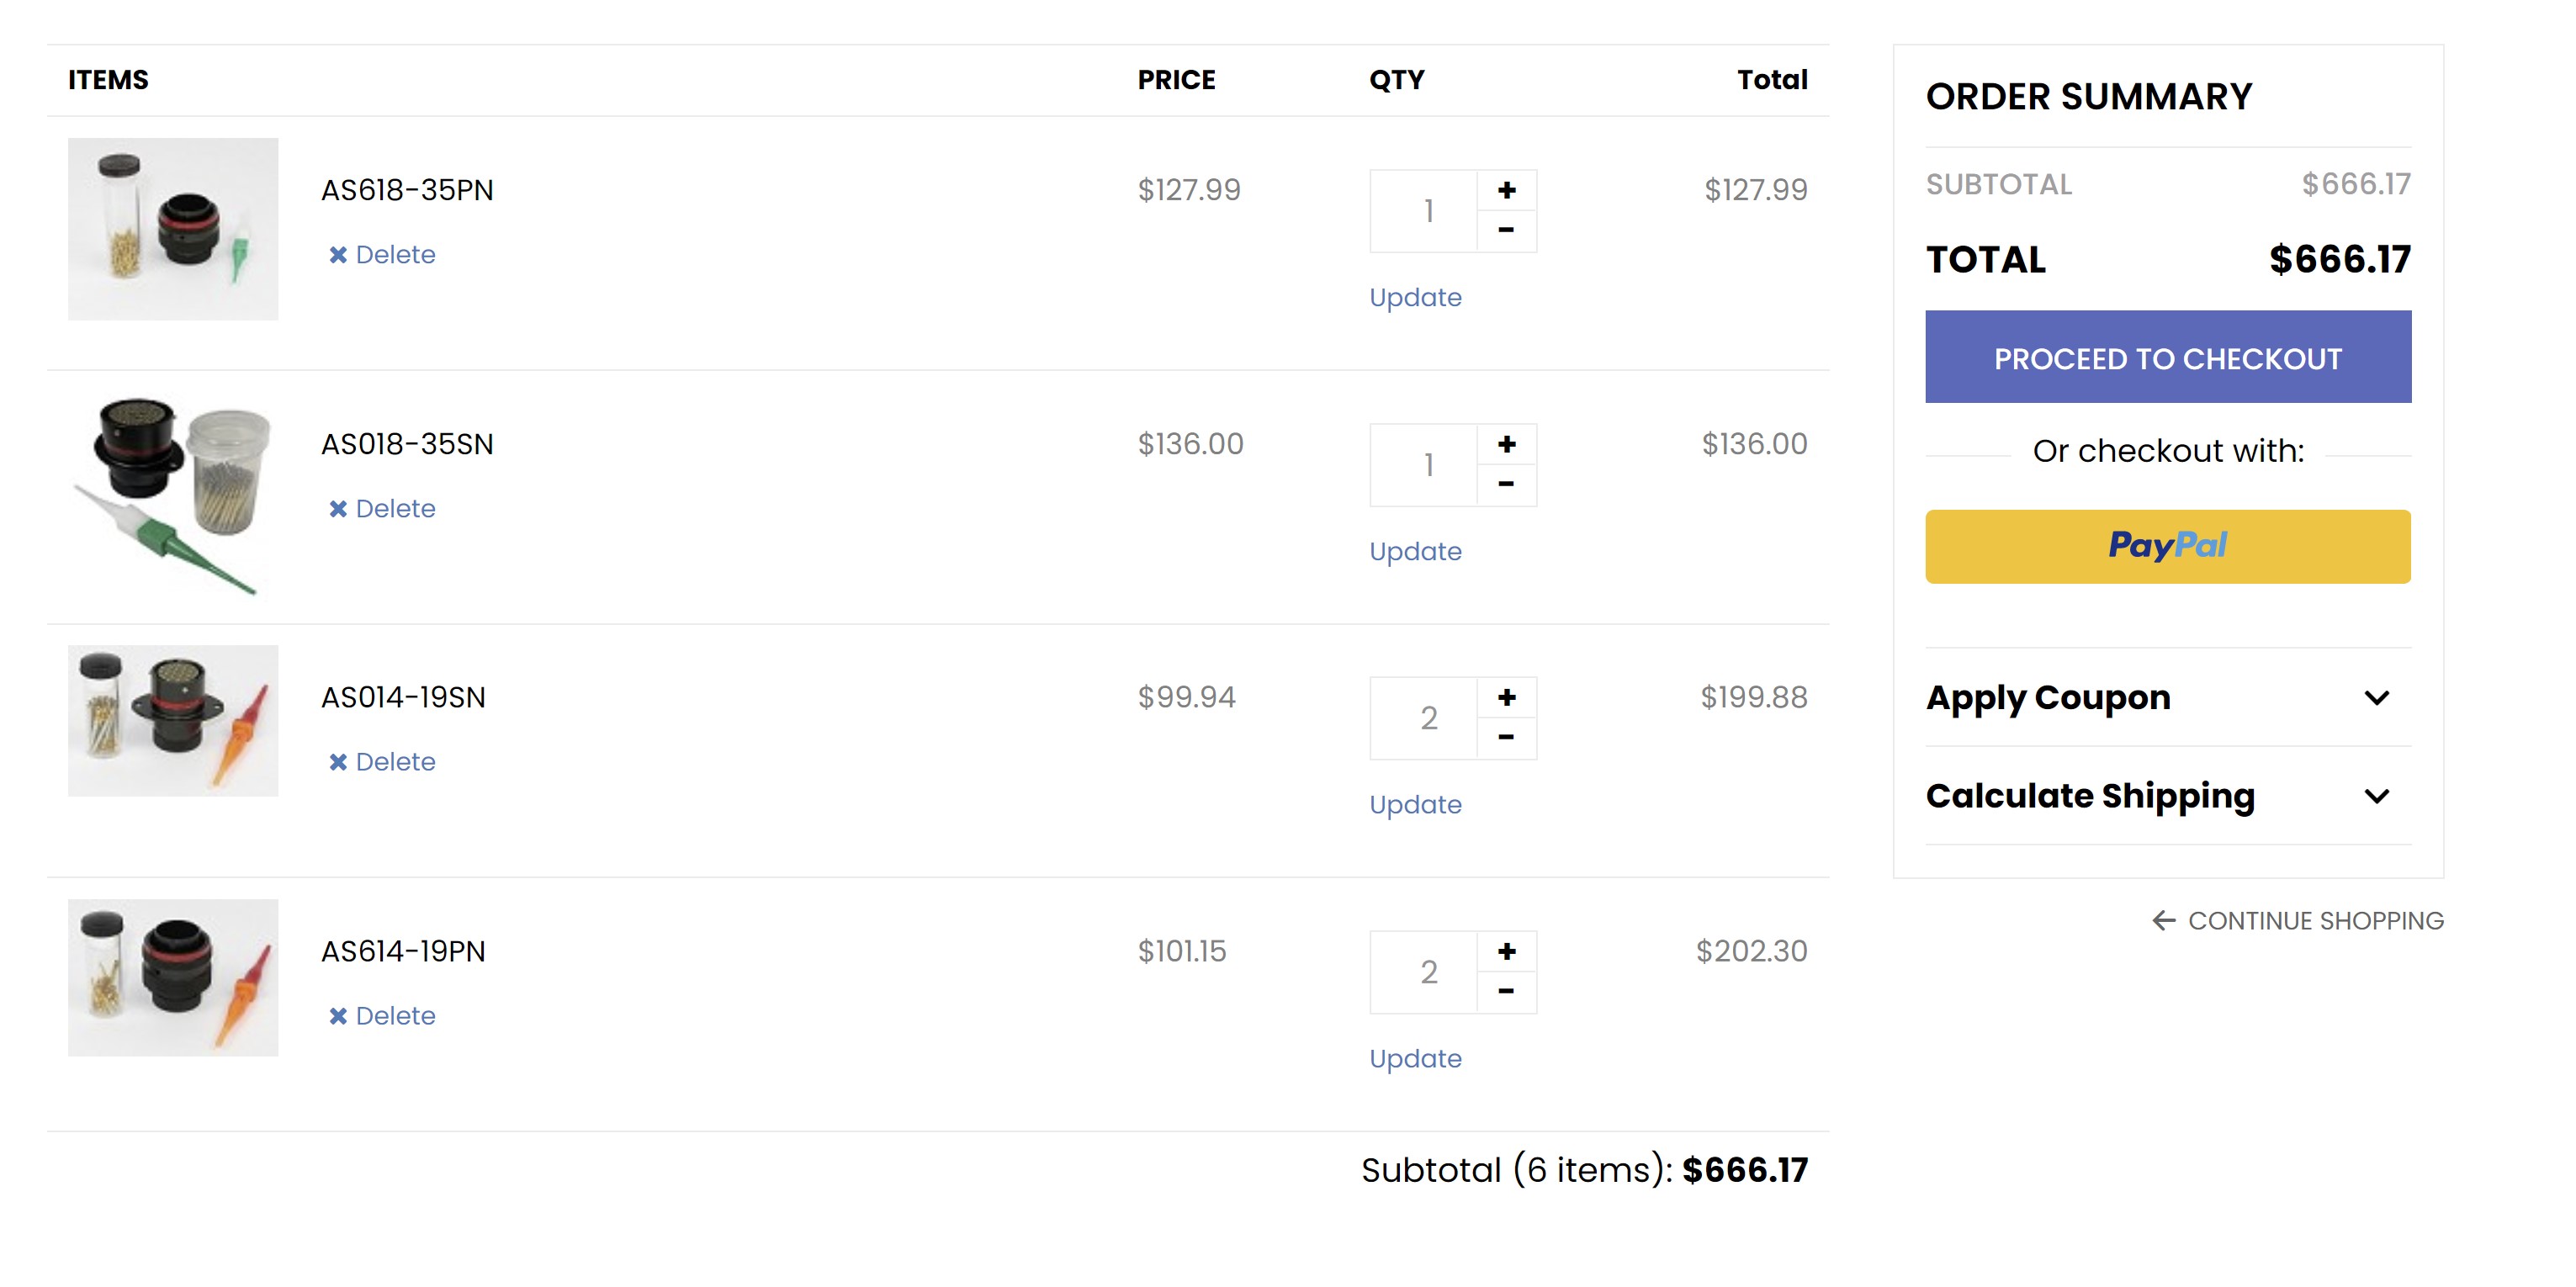 ITEMS PRICE QTY Total
AS618-35PN $127.99 1 + $127.99
-
✖ Delete
Update
AS018-35SN $136.00 1 + $136.00
-
✖ Delete
Update
AS014-19SN $99.94 2 + $199.88
-
✖ Delete
Update
AS614-19PN $101.15 2 + $202.30
-
✖ Delete
Update
Subtotal (6 items): $666.17
ORDER SUMMARY
SUBTOTAL $666.17
TOTAL $666.17
PROCEED TO CHECKOUT
Or checkout with:
PayPal
Apply Coupon
Calculate Shipping
← CONTINUE SHOPPING